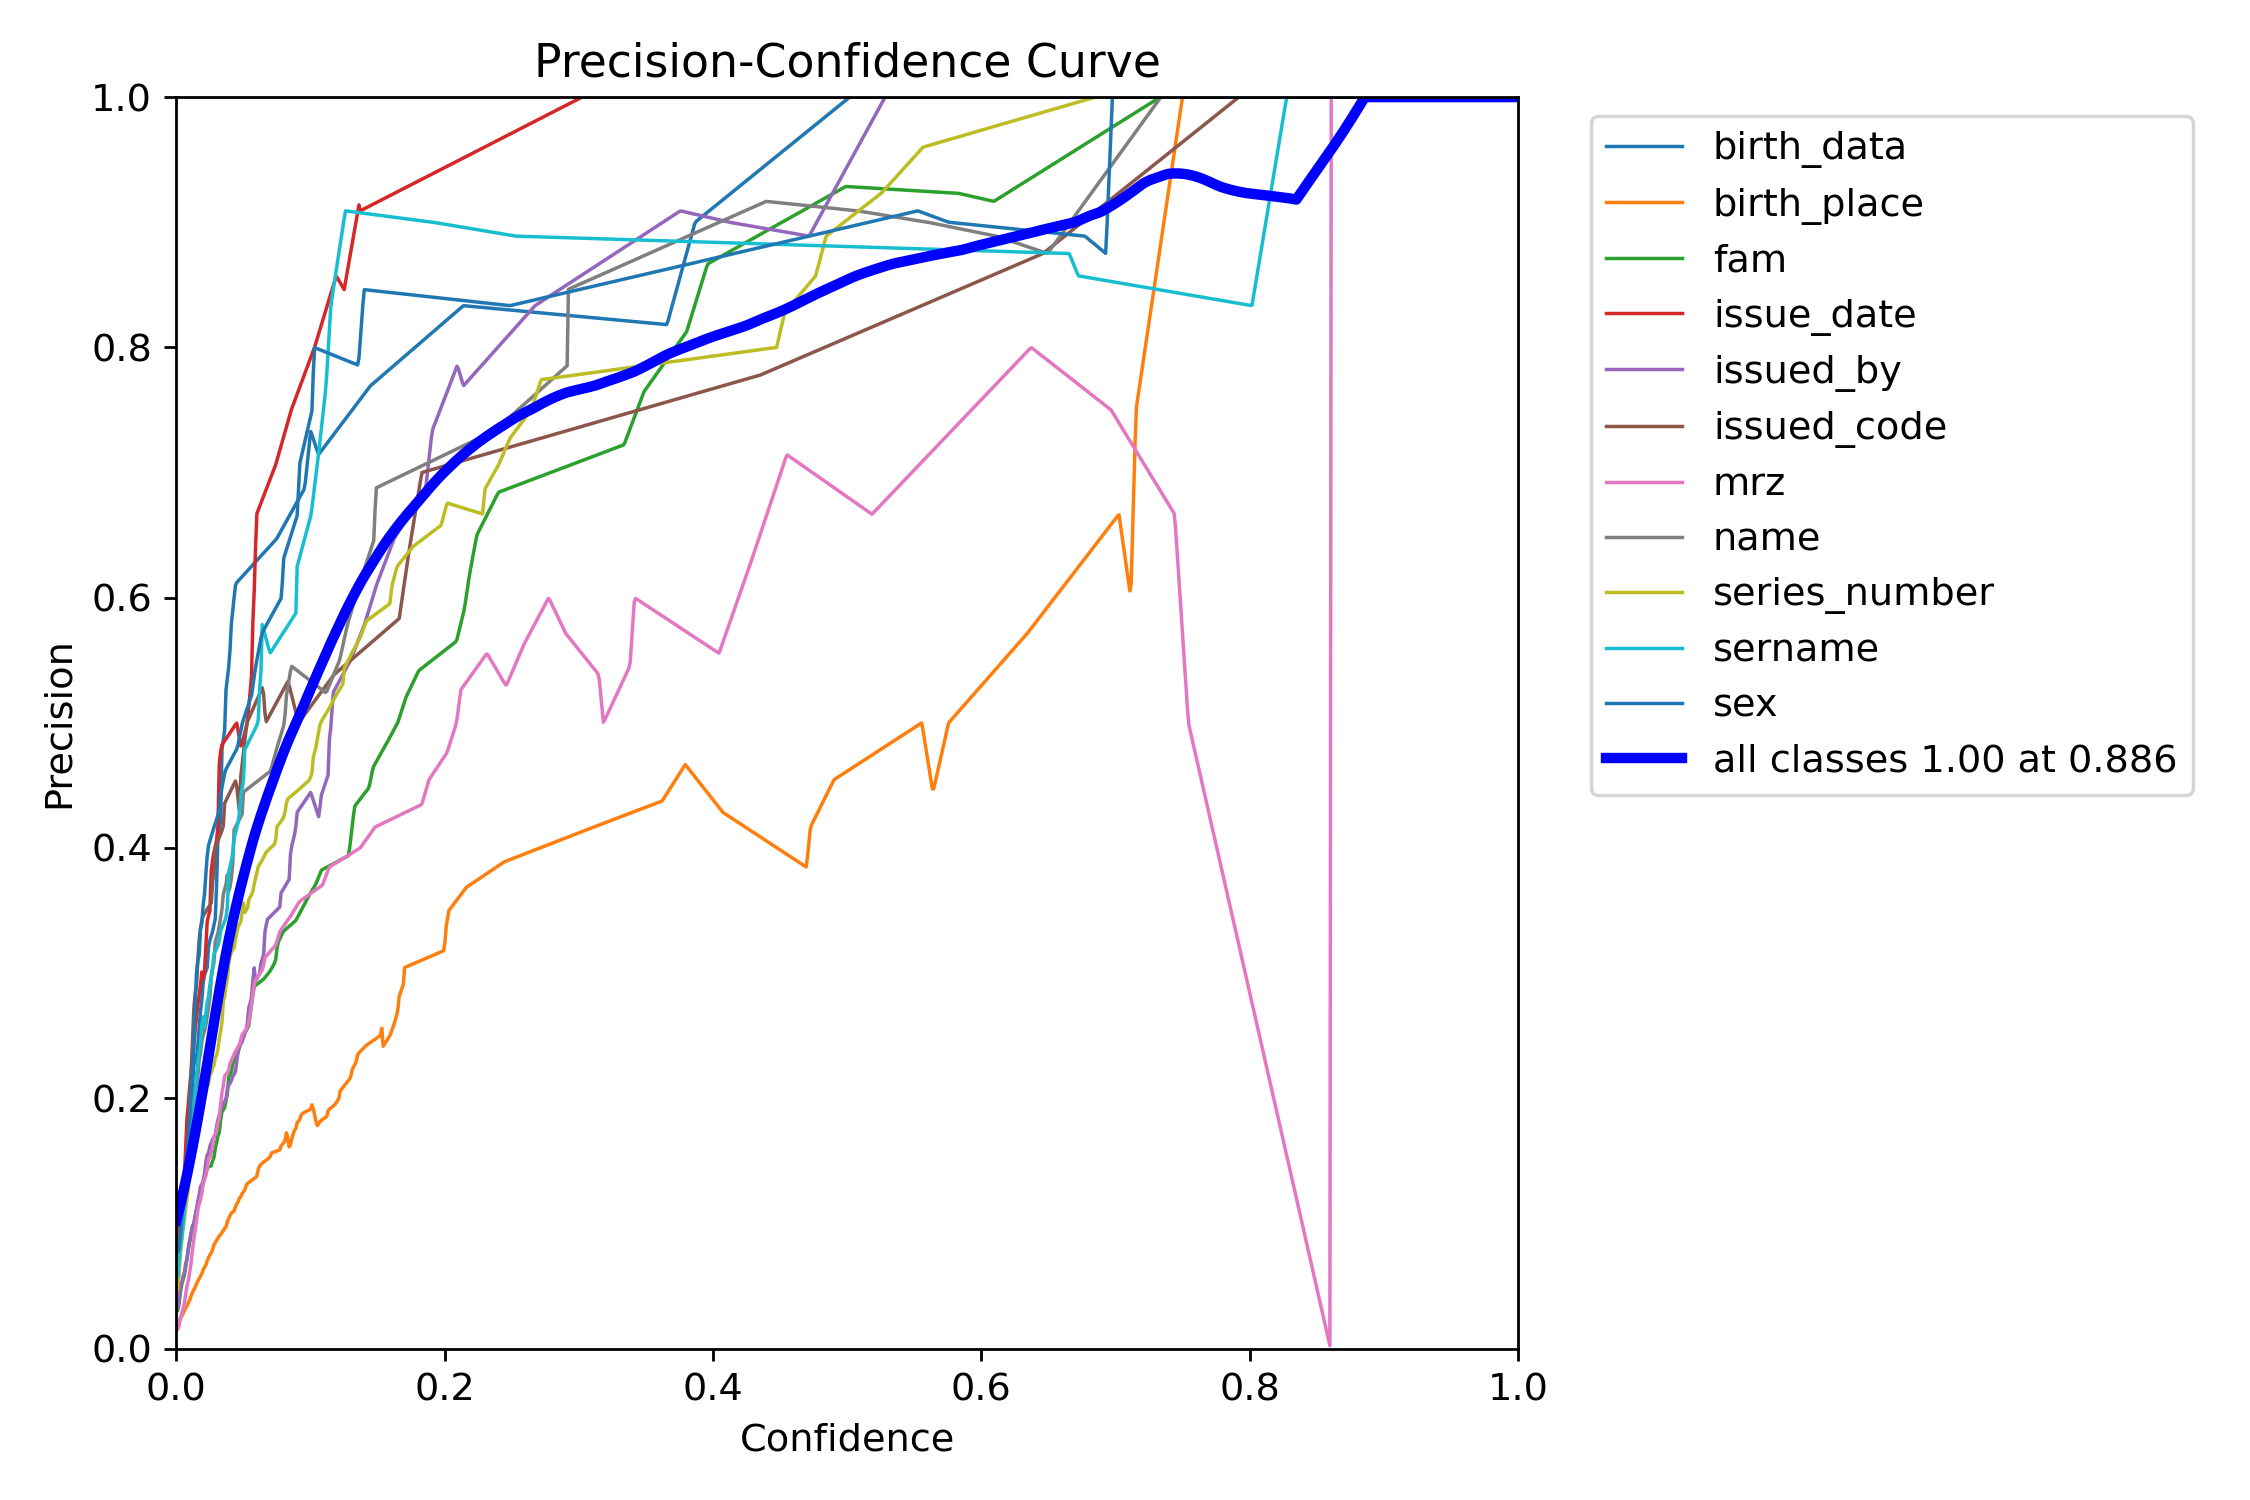 Precision-Confidence Curve
1.0
0.8
0.6
0.4
0.2
0.0
Precision
0.0 0.2 0.4 0.6 0.8 1.0
Confidence
birth_data
birth_place
fam
issue_date
issued_by
issued_code
mrz
name
series_number
sername
sex
all classes 1.00 at 0.886